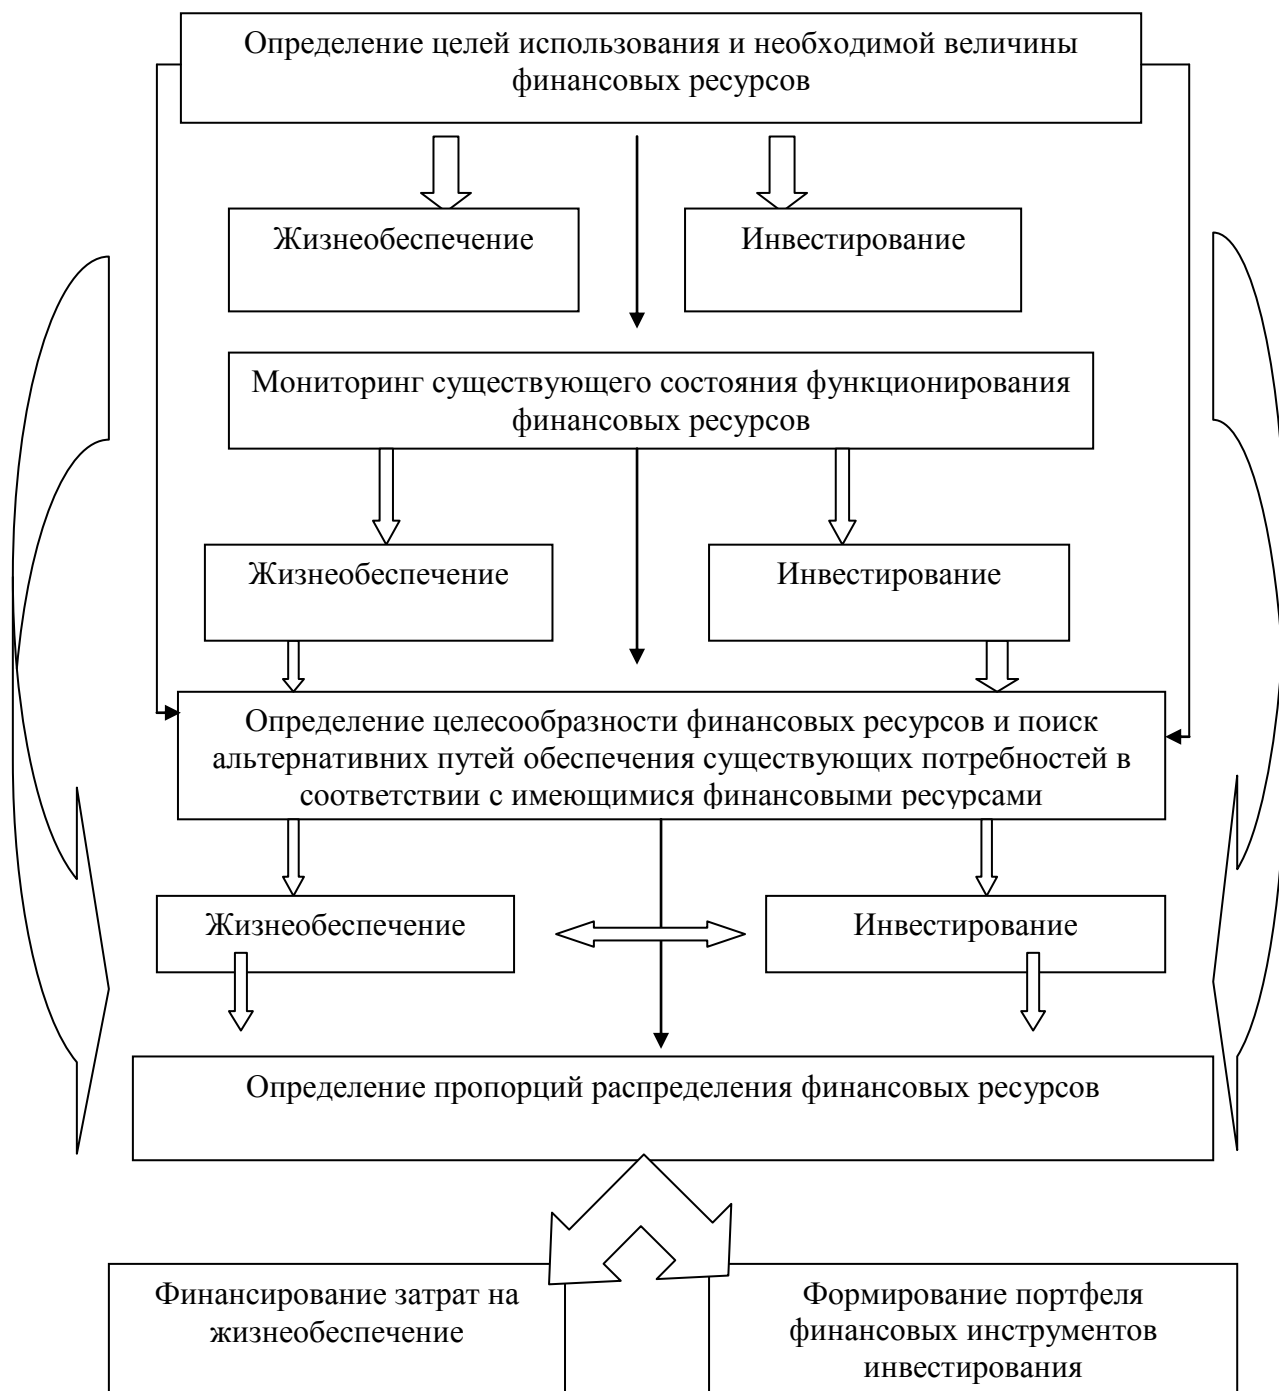 Определение целей использования и необходимой величины
финансовых ресурсов
Жизнеобеспечение
Инвестирование
Мониторинг существующего состояния функционирования
финансовых ресурсов
Жизнеобеспечение
Инвестирование
Определение целесообразности финансовых ресурсов и поиск
альтернативних путей обеспечения существующих потребностей в
соответствии с имеющимися финансовыми ресурсами
Жизнеобеспечение
Инвестирование
Определение пропорций распределения финансовых ресурсов
Финансирование затрат на
жизнеобеспечение
Формирование портфеля
финансовых инструментов
инвестирования